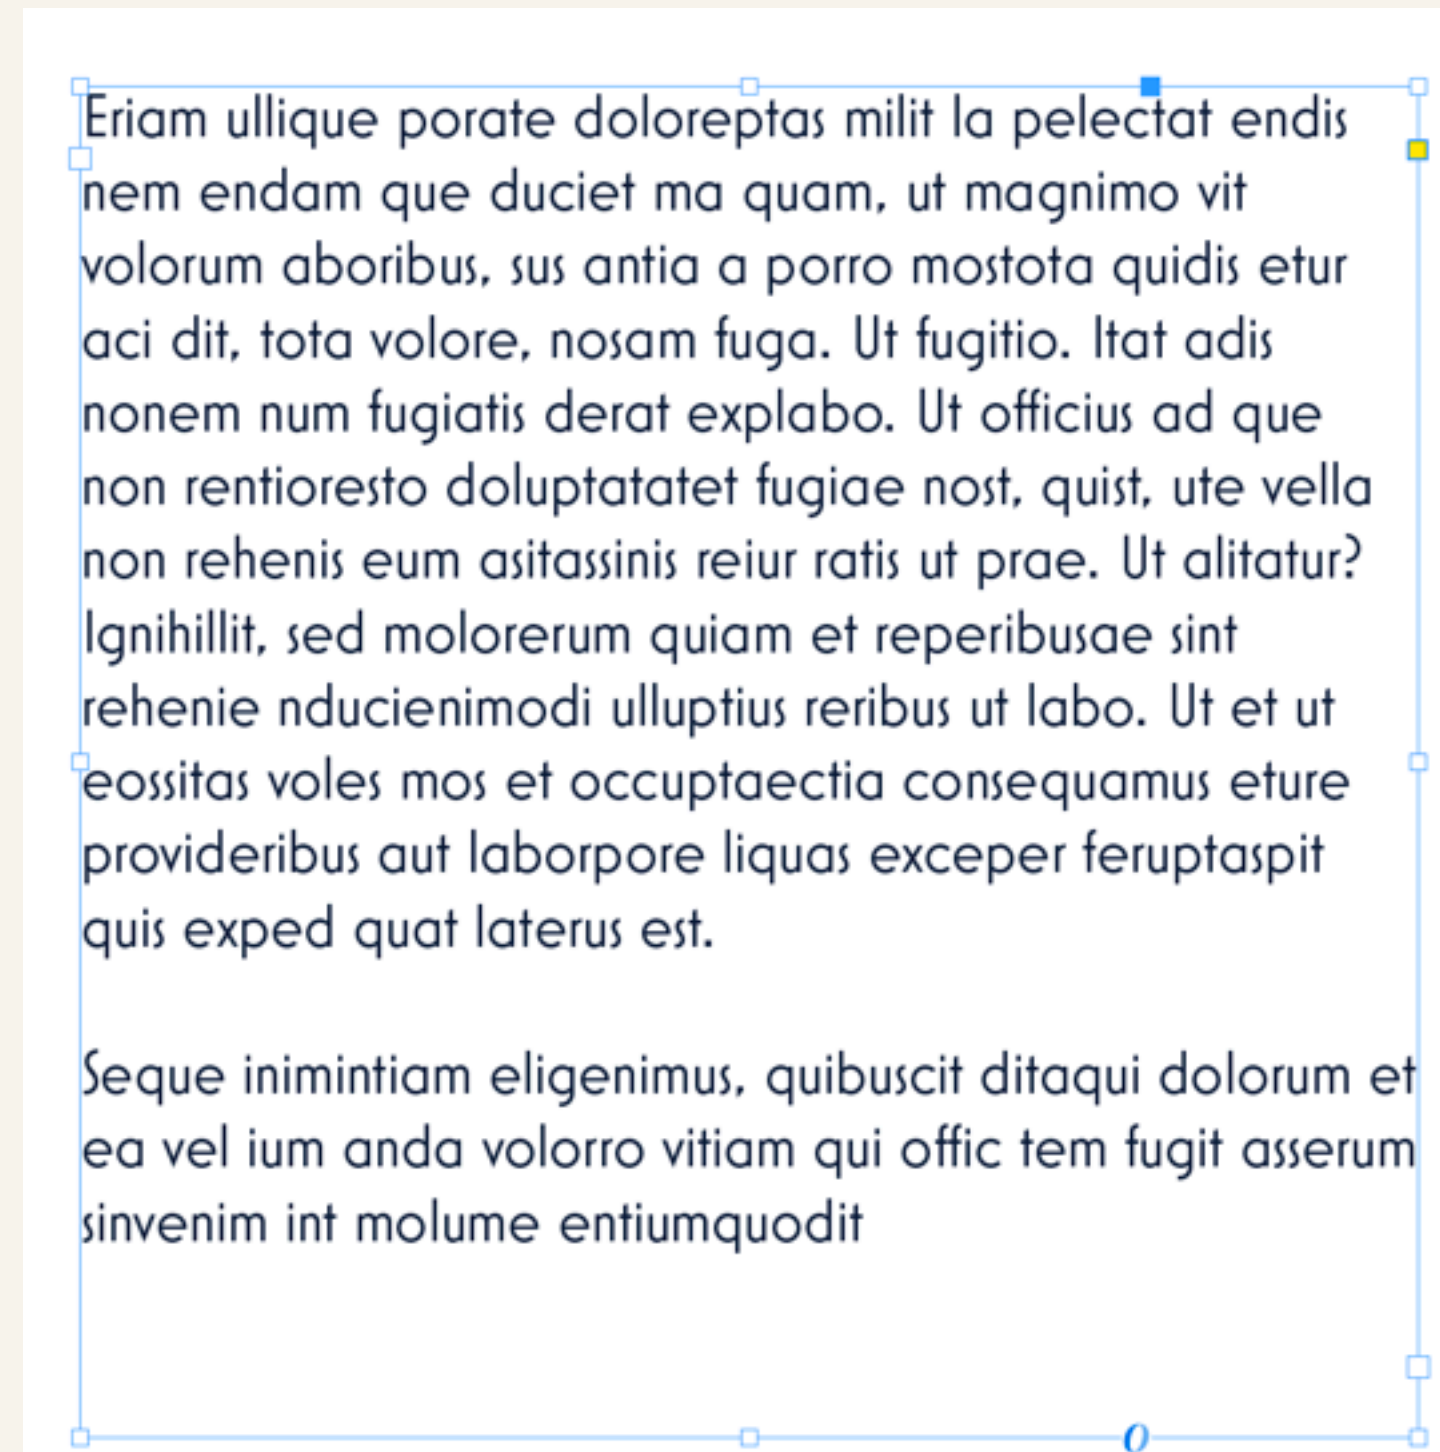 Eriam ullique porate doloreptas milit la pelectat endis
nem endam que duciet ma quam, ut magnimo vit
volorum aboribus, sus antia a porro mostota quidis etur
aci dit, tota volore, nosam fuga. Ut fugitio. Itat adis
nonem num fugiatis derat explabo. Ut officius ad que
non rentioresto doluptatatet fugiae nost, quist, ute vella
non rehenis eum asitassinis reiur ratis ut prae. Ut alitatur?
Ignihillit, sed molorerum quiam et reperibusae sint
rehenie nducienimodi ulluptius reribus ut labo. Ut et ut
eossitas voles mos et occuptaectia consequamus eture
provideribus aut laborpore liquas exceper feruptaspit
quis exped quat laterus est.
Seque inimintiam eligenimus, quibuscit ditaqui dolorum et
ea vel ium anda volorro vitiam qui offic tem fugit asserum
sinvenim int molume entiumquodit